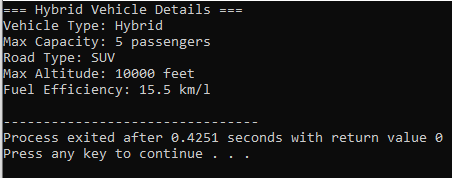 === Hybrid Vehicle Details ===
Vehicle Type: Hybrid
Max Capacity: 5 passengers
Road Type: SUV
Max Altitude: 10000 feet
Fuel Efficiency: 15.5 km/l
--------------------------------
Process exited after 0.4251 seconds with return value 0
Press any key to continue . . .